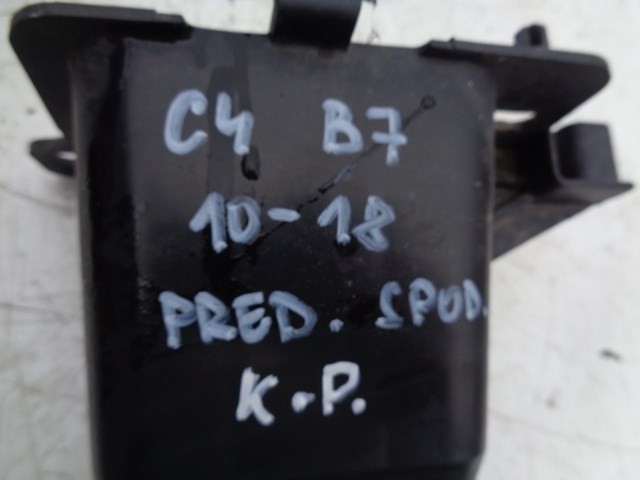 C4 B7
10-18
PRED. SPOD.
K.P.